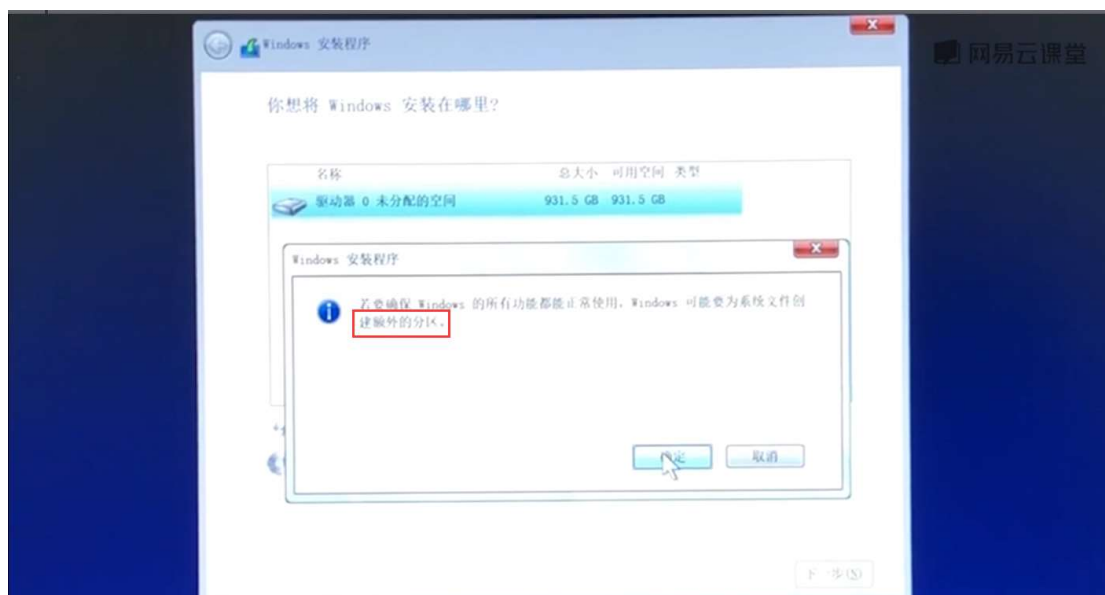 Windows 安装程序
网易云课堂
你想将 Windows 安装在哪里?
名称 总大小 可用空间 类型
驱动器 0 未分配的空间 931.5 GB 931.5 GB
Windows 安装程序
若要确保 Windows 的所有功能都能正常使用，Windows 可能要为系统文件创
建额外的分区。
确定 取消
下一步(N)